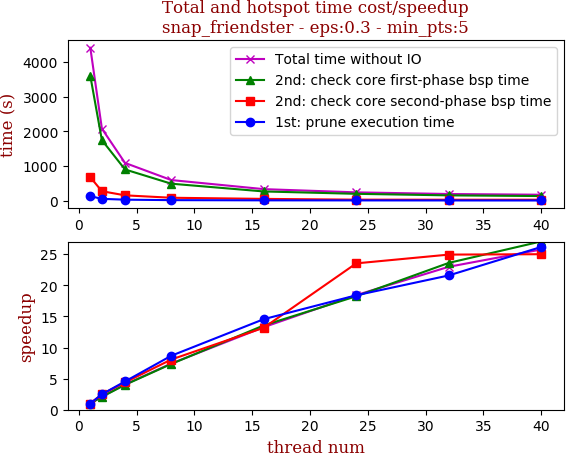 Total and hotspot time cost/speedup
snap_friendster - eps:0.3 - min_pts:5
time (s)
4000
3000
2000
1000
0
Total time without IO
2nd: check core first-phase bsp time
2nd: check core second-phase bsp time
1st: prune execution time
0 5 10 15 20 25 30 35 40
speedup
25
20
15
10
5
0
0 5 10 15 20 25 30 35 40
thread num